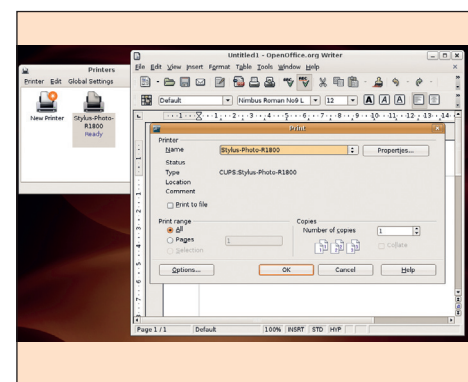 Printers
Printer Edit Global Settings
New Printer
Stylus-Photo-R1800
Ready
Untitled1 - OpenOffice.org Writer
File Edit View Insert Format Table Tools Window Help
Default
Nimbus Roman No9 L
12
A A A
Print
Printer
Name
Stylus-Photo-R1800
Properties...
Status
Type
CUPS:Stylus-Photo-R1800
Location
Comment
Print to file
Print range
All
Pages
1
Selection
Copies
Number of copies
1
Collate
Options...
OK
Cancel
Help
Page 1 / 1
Default
100%
INSRT
STD
HYP